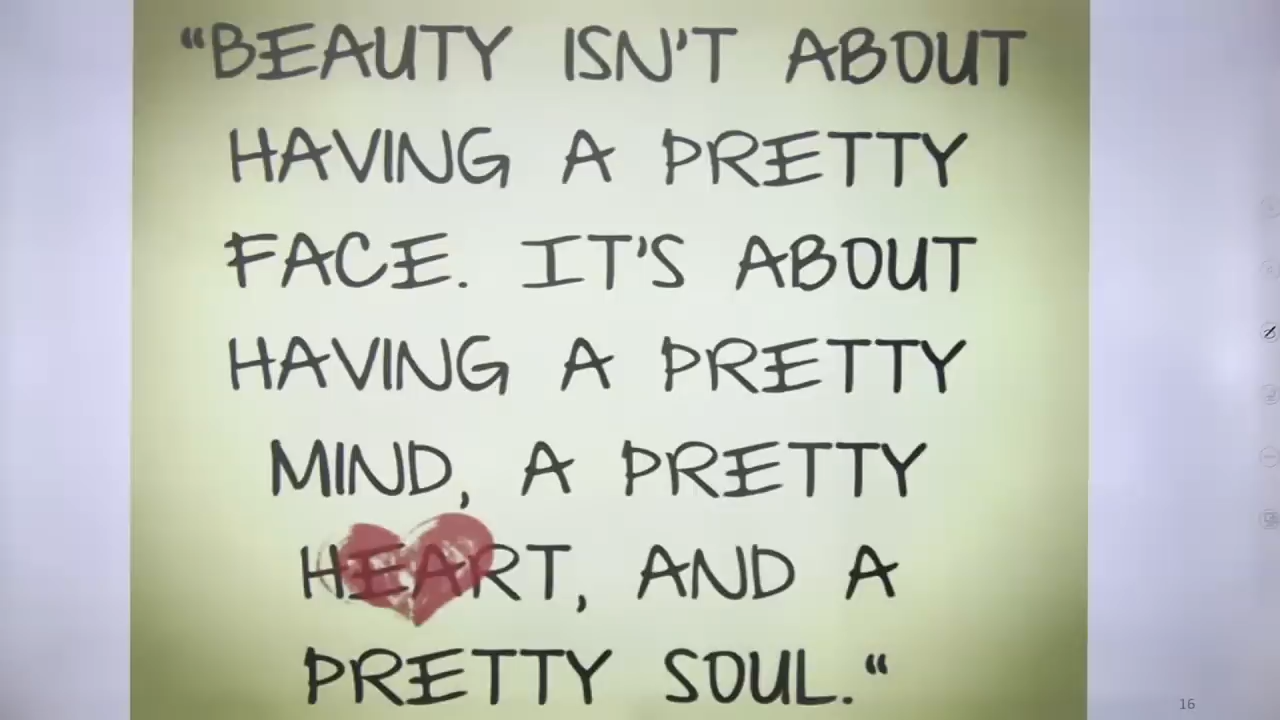 “BEAUTY ISN'T ABOUT
HAVING A PRETTY
FACE. IT'S ABOUT
HAVING A PRETTY
MIND, A PRETTY
HEART, AND A
PRETTY SOUL.“
16